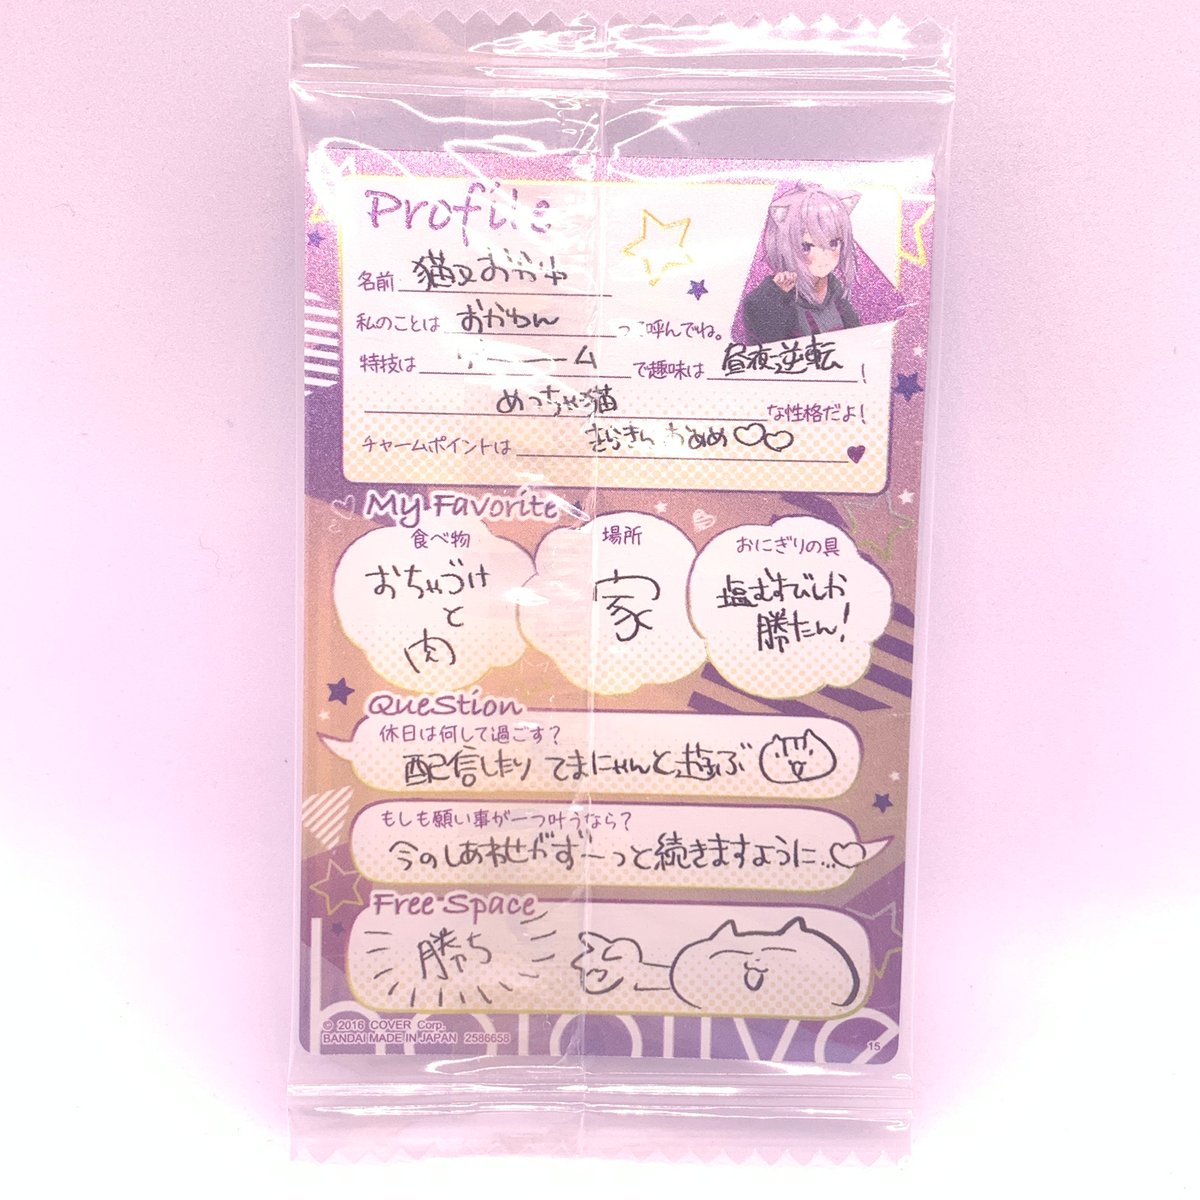 Profile
名前 猫又おかゆ
私のことは おかゆん って呼んでね。
特技は ゲーーーム で趣味は 昼夜逆転 !
めっちゃ猫 な性格だよ!
チャームポイントは おめめ♡♡
My Favorite
食べ物
おちゃづけ
と
肉
場所
家
おにぎりの具
塩むすびしか
勝たん!
Question
休日は何して過ごす?
配信したり てまにゃんと遊ぶ
もしも願い事が一つ叶うなら?
今のしあわせがずーっと続きますように…♡
Free Space
勝ち
hololive
© 2016 COVER Corp.
BANDAI MADE IN JAPAN 2586658
15